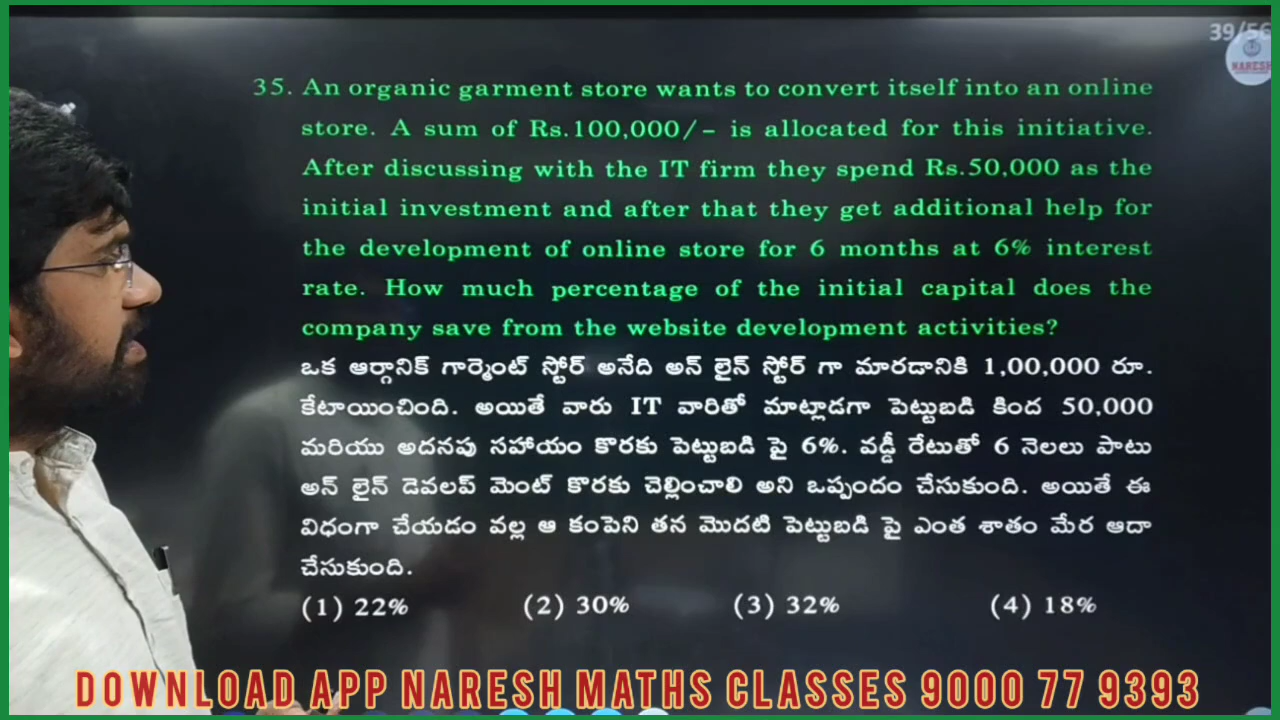 39/56
NARESH
35. An organic garment store wants to convert itself into an online
store. A sum of Rs.100,000/- is allocated for this initiative.
After discussing with the IT firm they spend Rs.50,000 as the
initial investment and after that they get additional help for
the development of online store for 6 months at 6% interest
rate. How much percentage of the initial capital does the
company save from the website development activities?
ఒక ఆర్గానిక్ గార్మెంట్ స్టోర్ అనేది అన్ లైన్ స్టోర్ గా మారడానికి 1,00,000 రూ.
కేటాయించింది. అయితే వారు IT వారితో మాట్లాడగా పెట్టుబడి కింద 50,000
మరియు అదనపు సహాయం కొరకు పెట్టుబడి పై 6%. వడ్డీ రేటుతో 6 నెలలు పాటు
అన్ లైన్ డెవలప్ మెంట్ కొరకు చెల్లించాలి అని ఒప్పందం చేసుకుంది. అయితే ఈ
విధంగా చేయడం వల్ల ఆ కంపెని తన మొదటి పెట్టుబడి పై ఎంత శాతం మేర ఆదా
చేసుకుంది.
(1) 22% (2) 30% (3) 32% (4) 18%
DOWNLOAD APP NARESH MATHS CLASSES 9000 77 9393